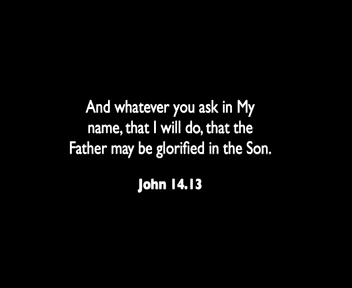 And whatever you ask in My
name, that I will do, that the
Father may be glorified in the Son.
John 14.13